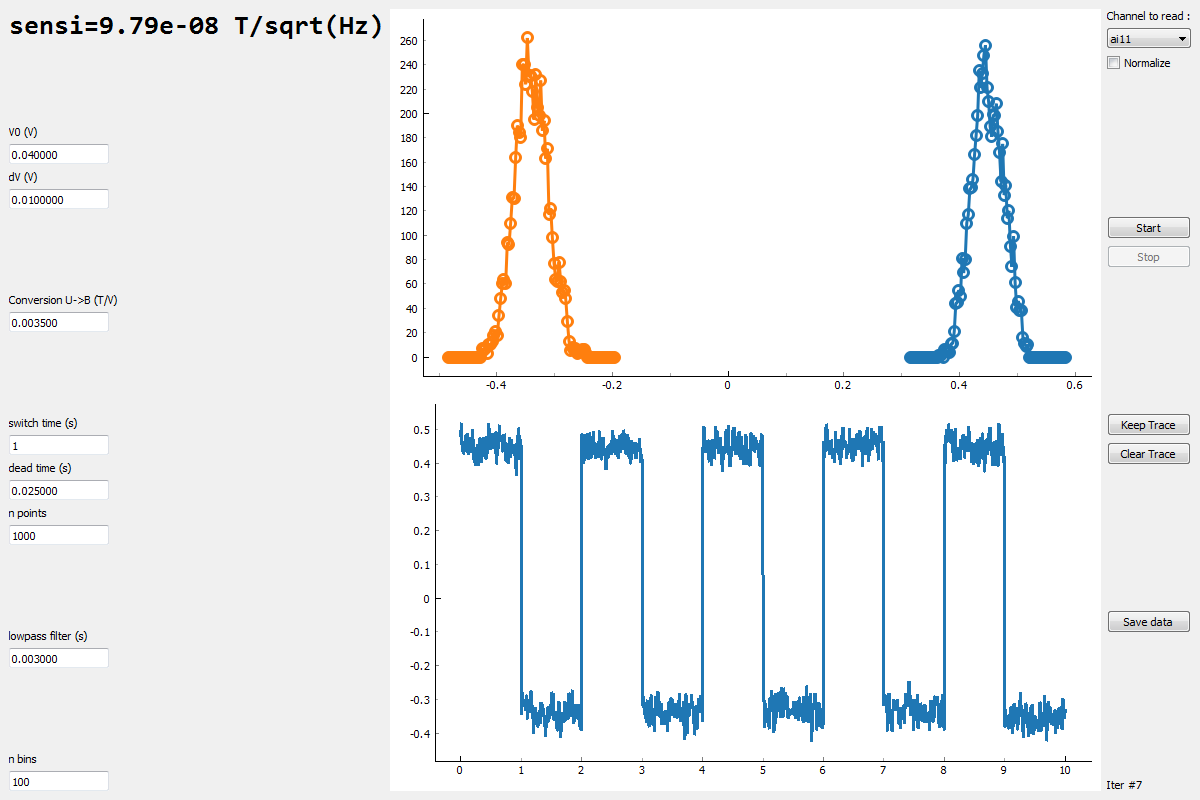 sensi=9.79e-08 T/sqrt(Hz)
V0 (V)
0.040000
dV (V)
0.0100000
Conversion U->B (T/V)
0.003500
switch time (s)
1
dead time (s)
0.025000
n points
1000
lowpass filter (s)
0.003000
n bins
100
260
240
220
200
180
160
140
120
100
80
60
40
20
0
-0.4
-0.2
0
0.2
0.4
0.6
0.5
0.4
0.3
0.2
0.1
0
-0.1
-0.2
-0.3
-0.4
0
1
2
3
4
5
6
7
8
9
10
Channel to read :
ai11
Normalize
Start
Stop
Keep Trace
Clear Trace
Save data
Iter #7